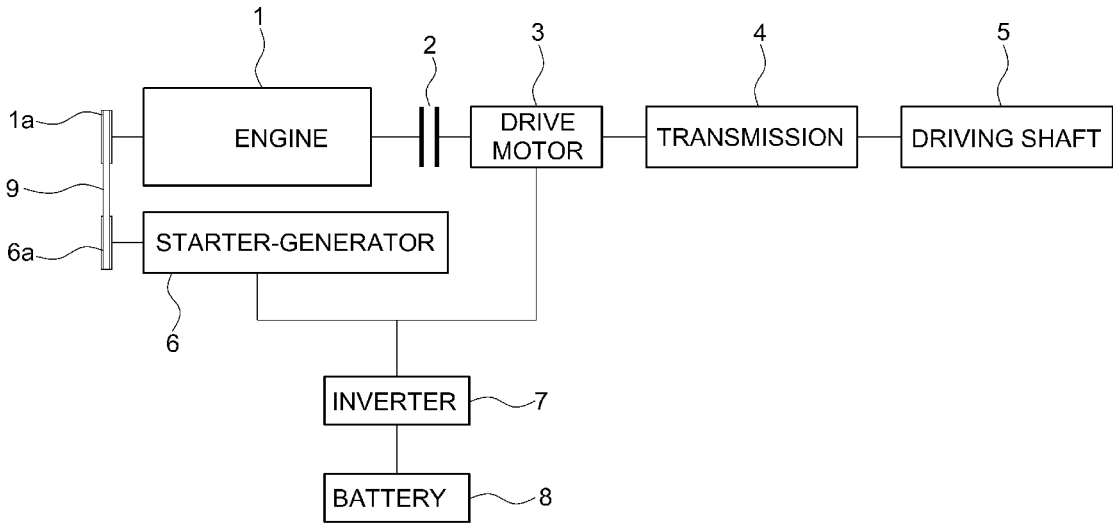 1
2
3
4
5
1a
ENGINE
DRIVE
MOTOR
TRANSMISSION
DRIVING SHAFT
9
6a
STARTER-GENERATOR
6
INVERTER
7
BATTERY
8